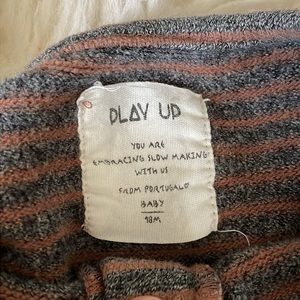 PLAY UP
YOU ARE
EMBRACING SLOW MAKING
WITH US
FROM PORTUGAL
BABY
18M